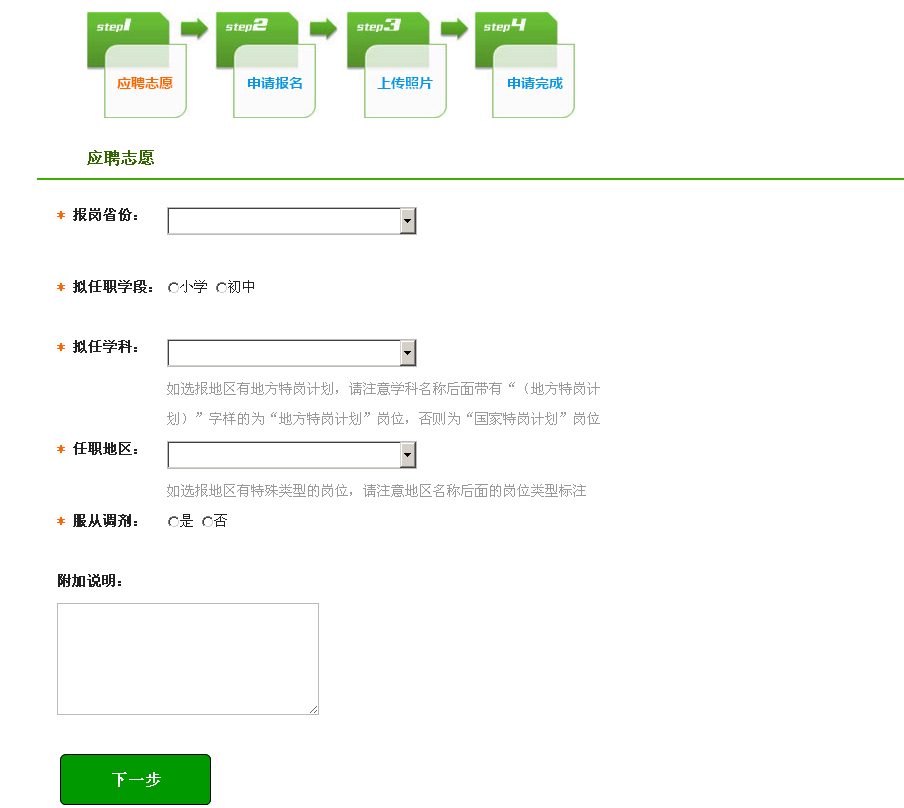 step1 step2 step3 step4
应聘志愿 申请报名 上传照片 申请完成
应聘志愿
* 报岗省份：
* 拟任职学段： 小学 初中
* 拟任学科：
如选报地区有地方特岗计划，请注意学科名称后面带有“（地方特岗计
划）”字样的为“地方特岗计划”岗位，否则为“国家特岗计划”岗位
* 任职地区：
如选报地区有特殊类型的岗位，请注意地区名称后面的岗位类型标注
* 服从调剂： 是 否
附加说明：
下一步